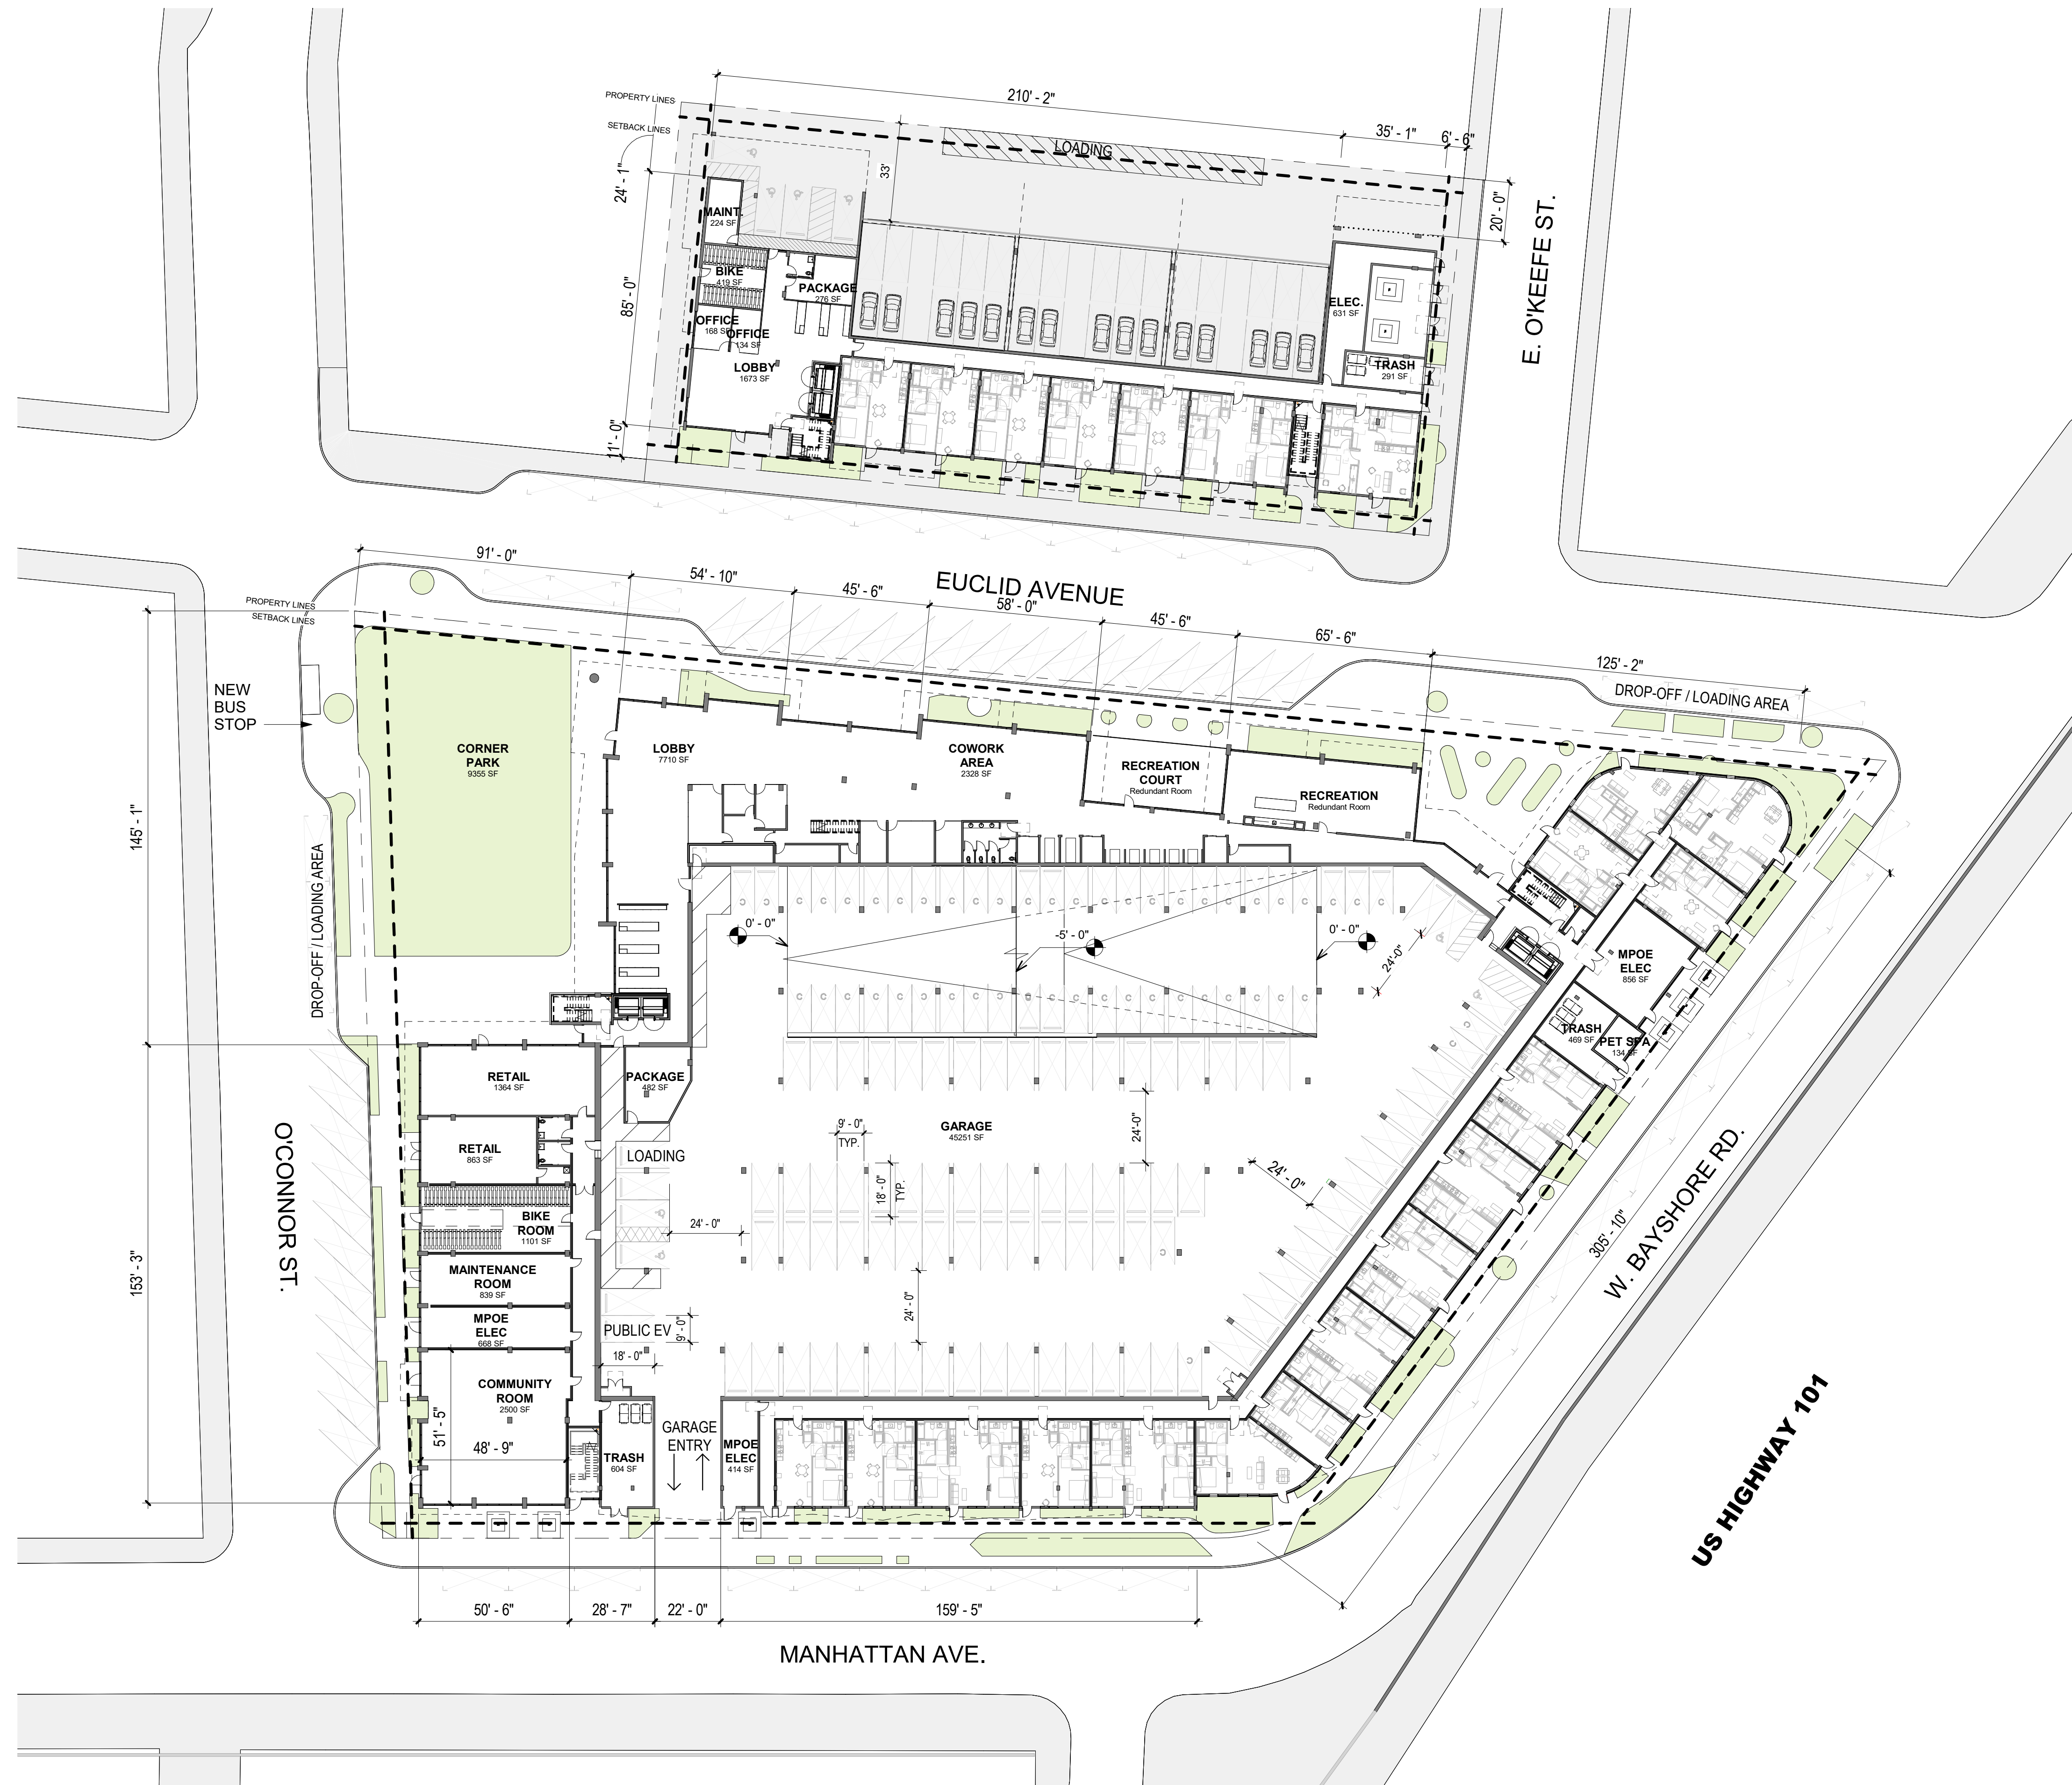 210' - 2"
PROPERTY LINES
SETBACK LINES
35' - 1"
6' - 6"
LOADING
24' - 1"
33'
20' - 0"
MAINT.
224 SF
BIKE
419 SF
PACKAGE
276 SF
85' - 0"
ELEC.
631 SF
OFFICE
168 SF
OFFICE
134 SF
LOBBY
1673 SF
TRASH
291 SF
11' - 0"
E. O'KEEFE ST.
91' - 0"
54' - 10"
45' - 6"
EUCLID AVENUE
58' - 0"
45' - 6"
65' - 6"
125' - 2"
PROPERTY LINES
SETBACK LINES
DROP-OFF / LOADING AREA
NEW
BUS
STOP
CORNER
PARK
9355 SF
LOBBY
7710 SF
COWORK
AREA
2328 SF
RECREATION
COURT
Redundant Room
RECREATION
Redundant Room
145' - 1"
DROP-OFF / LOADING AREA
0' - 0"
-5' - 0"
0' - 0"
24'-0"
MPOE
ELEC
856 SF
TRASH
469 SF
PET SPA
134 SF
RETAIL
1364 SF
PACKAGE
482 SF
RETAIL
863 SF
LOADING
9' - 0"
TYP.
GARAGE
45251 SF
24'-0"
18' - 0"
TYP.
24' - 0"
O'CONNOR ST.
BIKE
ROOM
1101 SF
24' - 0"
305' - 10"
W. BAYSHORE RD.
153' - 3"
MAINTENANCE
ROOM
839 SF
24' - 0"
MPOE
ELEC
668 SF
PUBLIC EV
9' - 0"
18' - 0"
COMMUNITY
ROOM
2500 SF
51' - 5"
48' - 9"
TRASH
604 SF
GARAGE
ENTRY
MPOE
ELEC
414 SF
US HIGHWAY 101
50' - 6"
28' - 7"
22' - 0"
159' - 5"
MANHATTAN AVE.